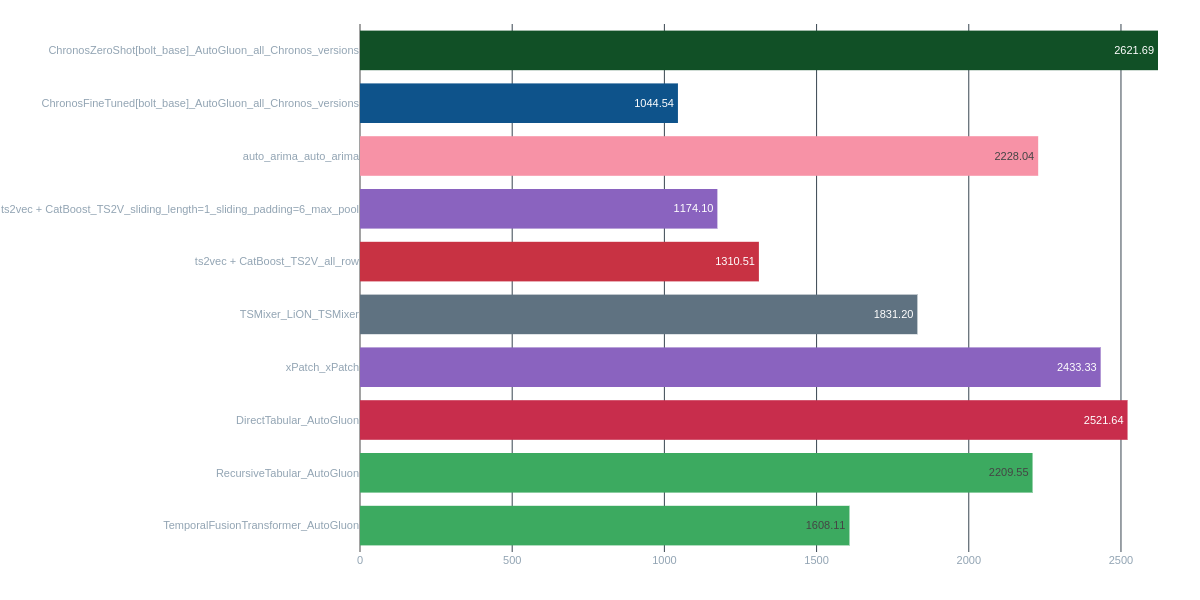 ChronosZeroShot[bolt_base]_AutoGluon_all_Chronos_versions 2621.69
ChronosFineTuned[bolt_base]_AutoGluon_all_Chronos_versions 1044.54
auto_arima_auto_arima 2228.04
ts2vec + CatBoost_TS2V_sliding_length=1_sliding_padding=6_max_pool 1174.10
ts2vec + CatBoost_TS2V_all_row 1310.51
TSMixer_LiON_TSMixer 1831.20
xPatch_xPatch 2433.33
DirectTabular_AutoGluon 2521.64
RecursiveTabular_AutoGluon 2209.55
TemporalFusionTransformer_AutoGluon 1608.11
0 500 1000 1500 2000 2500